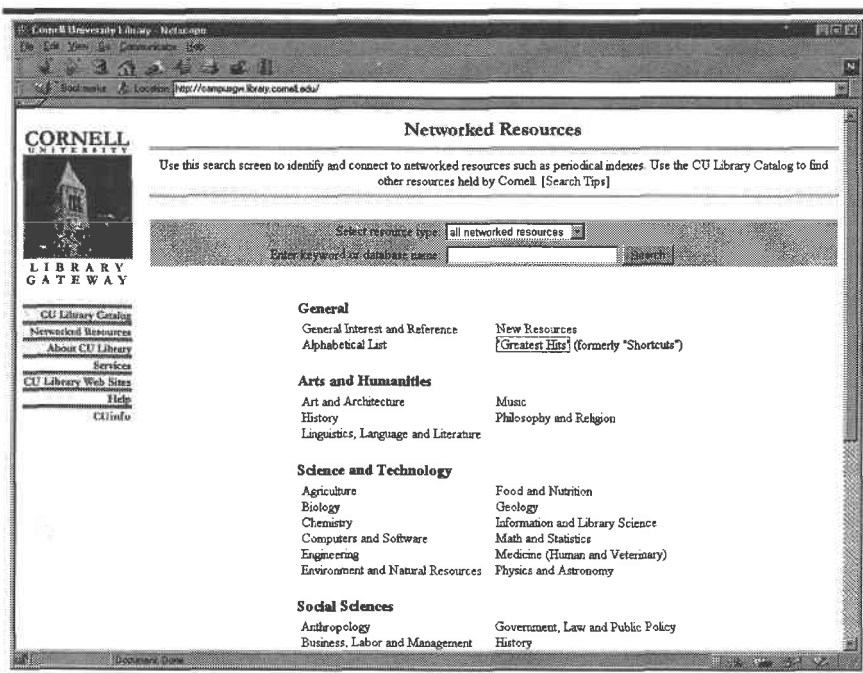 Cornell University Library - Netscape
File Edit View Go Communicator Help
Bookmarks Location: http://campusgw.library.cornell.edu/
CORNELL
UNIVERSITY
LIBRARY
GATEWAY
CU Library Catalog
Networked Resources
About CU Library
Services
CU Library Web Sites
Help
CUinfo
Networked Resources
Use this search screen to identify and connect to networked resources such as periodical indexes. Use the CU Library Catalog to find
other resources held by Cornell. [Search Tips]
Select resource type: all networked resources
Enter keyword or database name: Search
General
General Interest and Reference New Resources
Alphabetical List "Greatest Hits" (formerly "Shortcuts")
Arts and Humanities
Art and Architecture Music
History Philosophy and Religion
Linguistics, Language and Literature
Science and Technology
Agriculture Food and Nutrition
Biology Geology
Chemistry Information and Library Science
Computers and Software Math and Statistics
Engineering Medicine (Human and Veterinary)
Environment and Natural Resources Physics and Astronomy
Social Sciences
Anthropology Government, Law and Public Policy
Business, Labor and Management History
Document: Done